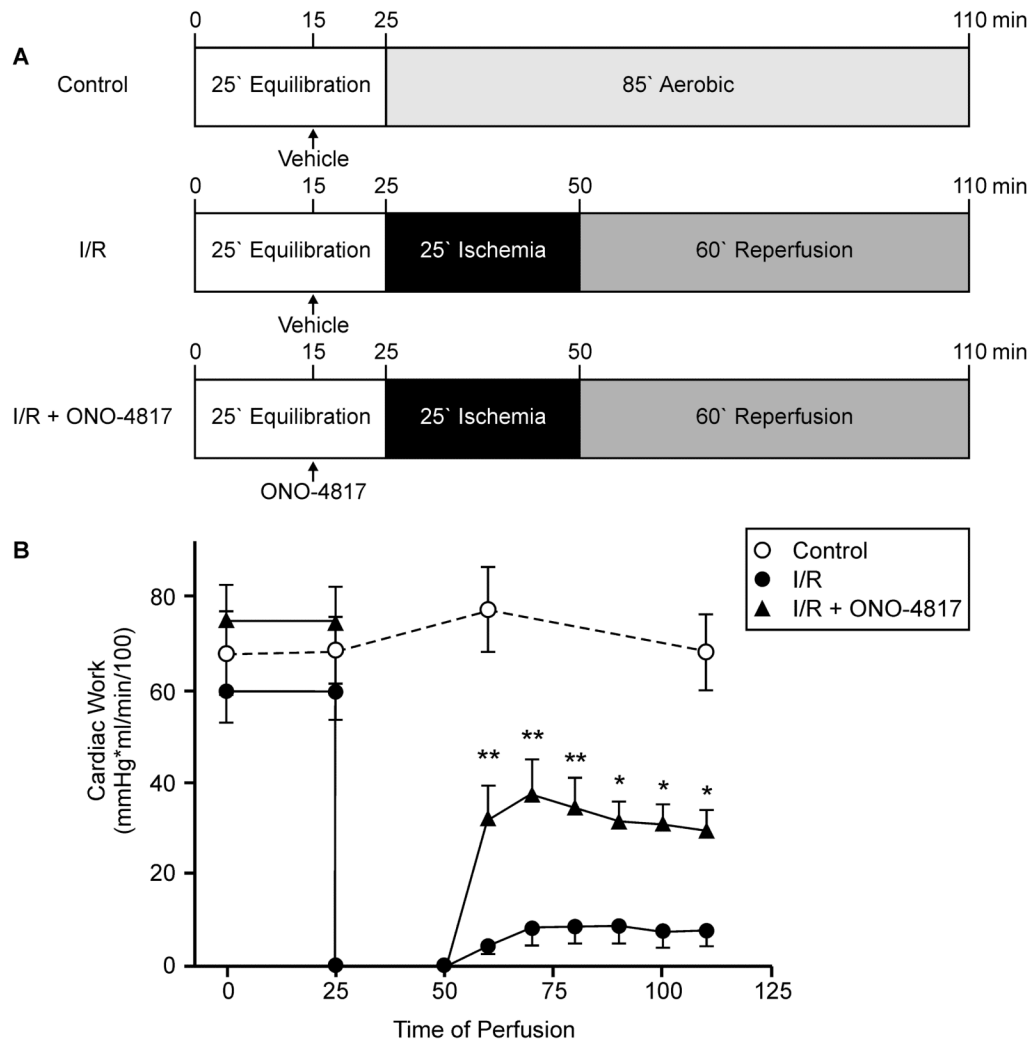 0 15 25 110 min
A
Control
25` Equilibration 85` Aerobic
Vehicle
0 15 25 50 110 min
I/R
25` Equilibration 25` Ischemia 60` Reperfusion
Vehicle
0 15 25 50 110 min
I/R + ONO-4817
25` Equilibration 25` Ischemia 60` Reperfusion
ONO-4817
B
Control
I/R
I/R + ONO-4817
Cardiac Work
(mmHg*ml/min/100)
80
60
40
20
0
** ** ** * * *
0 25 50 75 100 125
Time of Perfusion